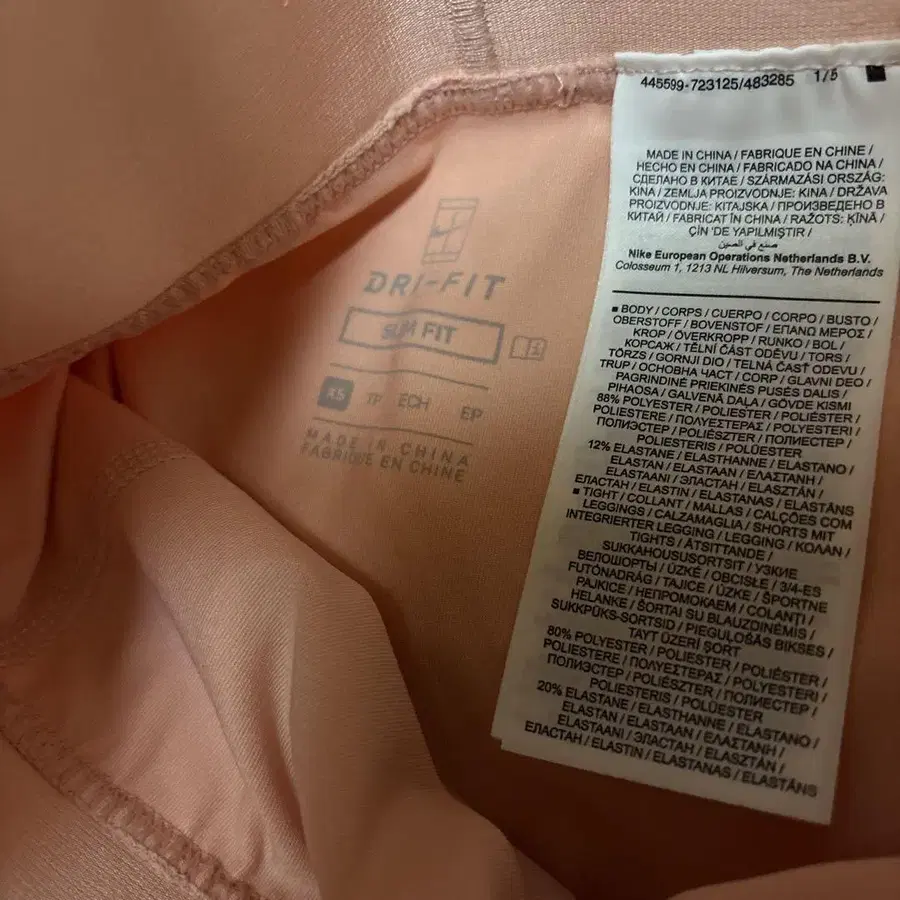 DRI-FIT
SLIM FIT
XS TP ECH EP
MADE IN CHINA
FABRIQUÉ EN CHINE
445599-723125/483285 1/5
MADE IN CHINA / FABRIQUE EN CHINE /
HECHO EN CHINA / FABRICADO NA CHINA /
СДЕЛАНО В КИТАЕ / SZÁRMAZÁSI ORSZÁG:
KINA / ZEMLJA PROIZVODNJE: KINA / DRŽAVA
PROIZVODNJE: KITAJSKA / ПРОИЗВЕДЕНО В
КИТАЙ / FABRICAT ÎN CHINA / RAŽOTS: ĶĪNĀ /
ÇİN 'DE YAPILMIŞTIR /
صنع في الصين
Nike European Operations Netherlands B.V.
Colosseum 1, 1213 NL Hilversum, The Netherlands
■ BODY / CORPS / CUERPO / CORPO / BUSTO /
OBERSTOFF / BOVENSTOF / ΕΠΑΝΩ ΜΕΡΟΣ /
KROP / ÖVERKROPP / RUNKO / BOL /
КОРСАЖ / TĚLNÍ ČÁST ODĚVU / TORS /
TÖRZS / GORNJI DIO / TELNÁ ČASŤ ODEVU /
TRUP / ОСНОВНА ЧАСТ / CORP / GLAVNI DEO /
PAGRINDINĖ PRIEKINĖS PUSĖS DALIS /
PIHAOSA / GALVENĀ DAĻA / GÖVDE KISMI
88% POLYESTER / POLIESTER / POLIÉSTER /
POLIESTERE / ΠΟΛΥΕΣΤΕΡΑΣ / POLYESTERI /
ПОЛИЭСТЕР / POLIÉSZTER / ПОЛИЕСТЕР /
POLIESTERIS / POLÜESTER
12% ELASTANE / ELASTHANNE / ELASTANO /
ELASTAN / ELASTAAN / ΕΛΑΣΤΑΝΗ /
ELASTAANI / ЭЛАСТАН / ELASZTÁN /
ЕЛАСТАН / ELASTIN / ELASTANAS / ELASTĀNS
■ TIGHT / COLLANT / MALLAS / CALÇÕES COM
LEGGINGS / CALZAMAGLIA / SHORTS MIT
INTEGRIERTER LEGGING / LEGGING / ΚΟΛΑΝ /
TIGHTS / ÅTSITTANDE /
SUKKAHOUSUSORTSIT / УЗКИЕ
ВЕЛОШОРТЫ / ÚZKÉ / OBCISŁE / 3/4-ES
FUTÓNADRÁG / TAJICE / ÚZKE / ŠPORTNE
PAJKICE / НЕПРОМОКАЕМ / COLANȚI /
HELANKE / ŠORTAI SU BLAUZDINĖMIS /
SUKKPÜKS-SORTSID / PIEGUĻOŠĀS BIKSES /
TAYT ÜZERİ ŞORT
80% POLYESTER / POLIESTER / POLIÉSTER /
POLIESTERE / ΠΟΛΥΕΣΤΕΡΑΣ / POLYESTERI /
ПОЛИЭСТЕР / POLIÉSZTER / ПОЛИЕСТЕР /
POLIESTERIS / POLÜESTER
20% ELASTANE / ELASTHANNE / ELASTANO /
ELASTAN / ELASTAAN / ΕΛΑΣΤΑΝΗ /
ELASTAANI / ЭЛАСТАН / ELASZTÁN /
ЕЛАСТАН / ELASTIN / ELASTANAS / ELASTĀNS